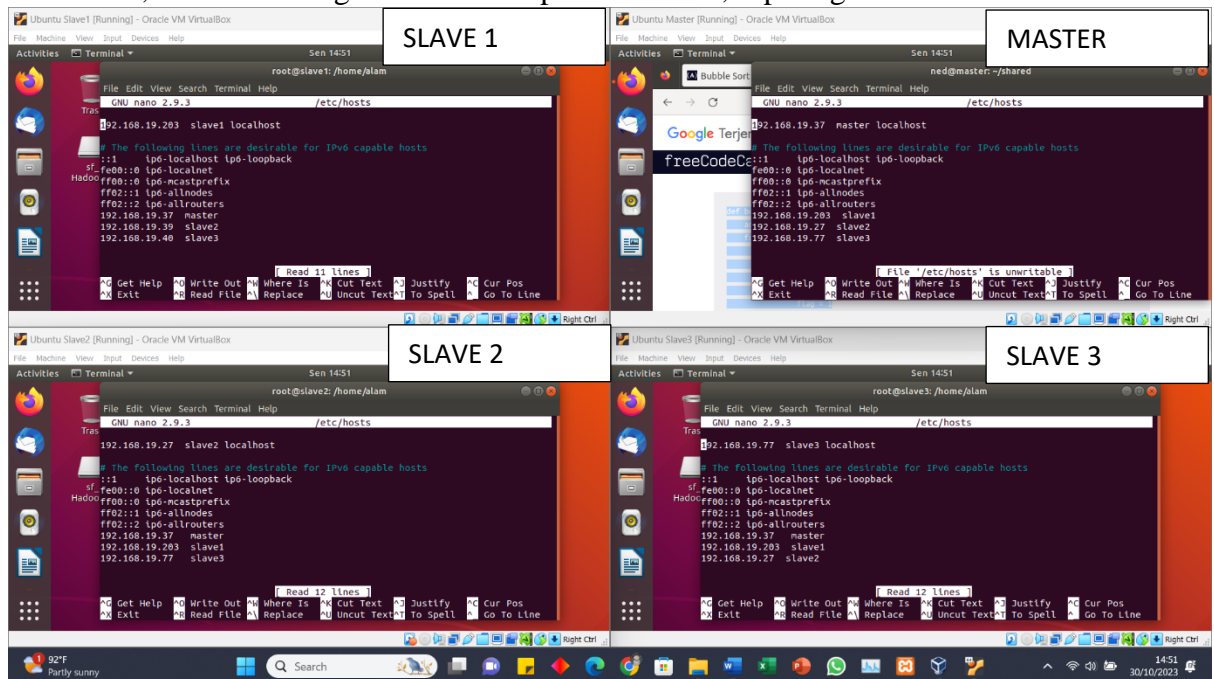 Ubuntu Slave1 [Running] - Oracle VM VirtualBox
File Machine View Input Devices Help
SLAVE 1
Activities Terminal Sen 14:51
root@slave1: /home/alam
File Edit View Search Terminal Help
GNU nano 2.9.3 /etc/hosts
192.168.19.203 slave1 localhost
# The following lines are desirable for IPv6 capable hosts
::1 ip6-localhost ip6-loopback
fe00::0 ip6-localnet
ff00::0 ip6-mcastprefix
ff02::1 ip6-allnodes
ff02::2 ip6-allrouters
192.168.19.37 master
192.168.19.39 slave2
192.168.19.40 slave3
[ Read 11 lines ]
^G Get Help ^O Write Out ^W Where Is ^K Cut Text ^J Justify ^C Cur Pos
^X Exit ^R Read File ^\ Replace ^U Uncut Text ^T To Spell ^_ Go To Line
Tras
sf_
Hadoo
Right Ctrl
Ubuntu Master [Running] - Oracle VM VirtualBox
File Machine View Input Devices Help
MASTER
Activities Terminal Sen 14:51
Bubble Sort
Google Terjer
freeCodeCa
ned@master: ~/shared
File Edit View Search Terminal Help
GNU nano 2.9.3 /etc/hosts
192.168.19.37 master localhost
# The following lines are desirable for IPv6 capable hosts
::1 ip6-localhost ip6-loopback
fe00::0 ip6-localnet
ff00::0 ip6-mcastprefix
ff02::1 ip6-allnodes
ff02::2 ip6-allrouters
192.168.19.203 slave1
192.168.19.27 slave2
192.168.19.77 slave3
[ File '/etc/hosts' is unwritable ]
^G Get Help ^O Write Out ^W Where Is ^K Cut Text ^J Justify ^C Cur Pos
^X Exit ^R Read File ^\ Replace ^U Uncut Text ^T To Spell ^_ Go To Line
Right Ctrl
Ubuntu Slave2 [Running] - Oracle VM VirtualBox
File Machine View Input Devices Help
SLAVE 2
Activities Terminal Sen 14:51
root@slave2: /home/alam
File Edit View Search Terminal Help
GNU nano 2.9.3 /etc/hosts
192.168.19.27 slave2 localhost
# The following lines are desirable for IPv6 capable hosts
::1 ip6-localhost ip6-loopback
fe00::0 ip6-localnet
ff00::0 ip6-mcastprefix
ff02::1 ip6-allnodes
ff02::2 ip6-allrouters
192.168.19.37 master
192.168.19.203 slave1
192.168.19.77 slave3
[ Read 12 lines ]
^G Get Help ^O Write Out ^W Where Is ^K Cut Text ^J Justify ^C Cur Pos
^X Exit ^R Read File ^\ Replace ^U Uncut Text ^T To Spell ^_ Go To Line
Tras
sf_
Hadoo
Right Ctrl
Ubuntu Slave3 [Running] - Oracle VM VirtualBox
File Machine View Input Devices Help
SLAVE 3
Activities Terminal Sen 14:51
root@slave3: /home/alam
File Edit View Search Terminal Help
GNU nano 2.9.3 /etc/hosts
192.168.19.77 slave3 localhost
# The following lines are desirable for IPv6 capable hosts
::1 ip6-localhost ip6-loopback
fe00::0 ip6-localnet
ff00::0 ip6-mcastprefix
ff02::1 ip6-allnodes
ff02::2 ip6-allrouters
192.168.19.37 master
192.168.19.203 slave1
192.168.19.27 slave2
[ Read 12 lines ]
^G Get Help ^O Write Out ^W Where Is ^K Cut Text ^J Justify ^C Cur Pos
^X Exit ^R Read File ^\ Replace ^U Uncut Text ^T To Spell ^_ Go To Line
Tras
sf_
Hadoo
Right Ctrl
1
92°F
Partly sunny
Search
14:51
30/10/2023